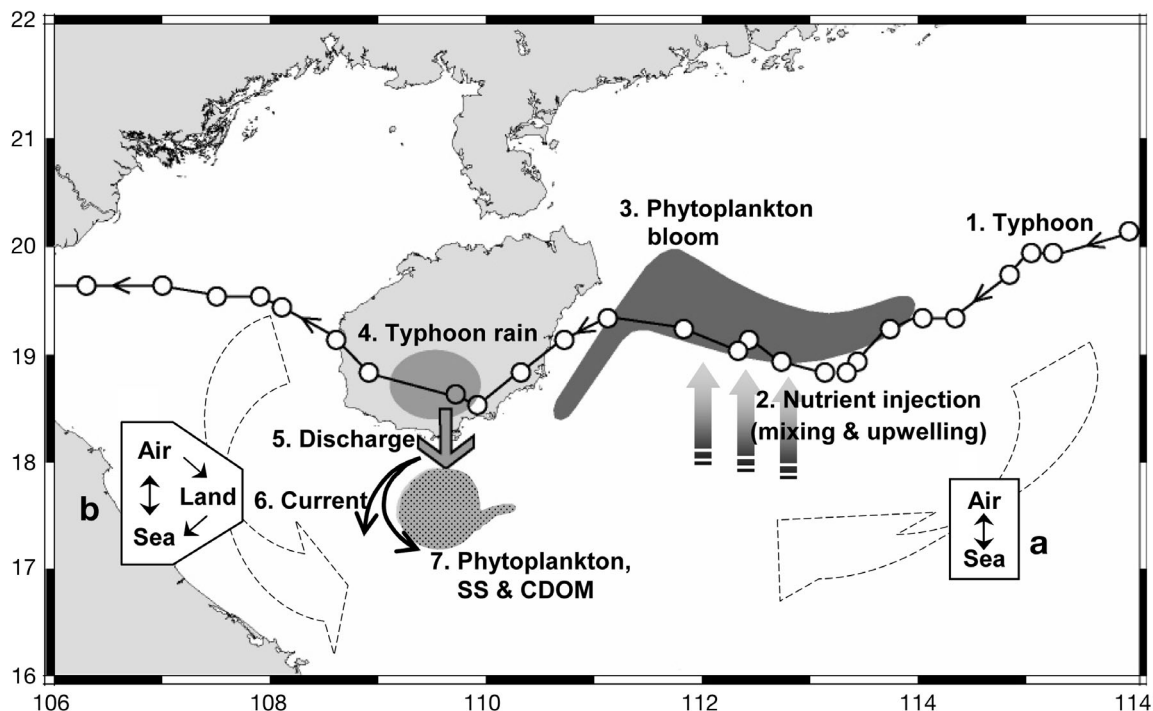 22
21
20
19
18
17
16
106
108
110
112
114
114
1. Typhoon
2. Nutrient injection
(mixing & upwelling)
3. Phytoplankton
bloom
4. Typhoon rain
5. Discharge
6. Current
7. Phytoplankton,
SS & CDOM
a
Air
Sea
b
Air
Land
Sea